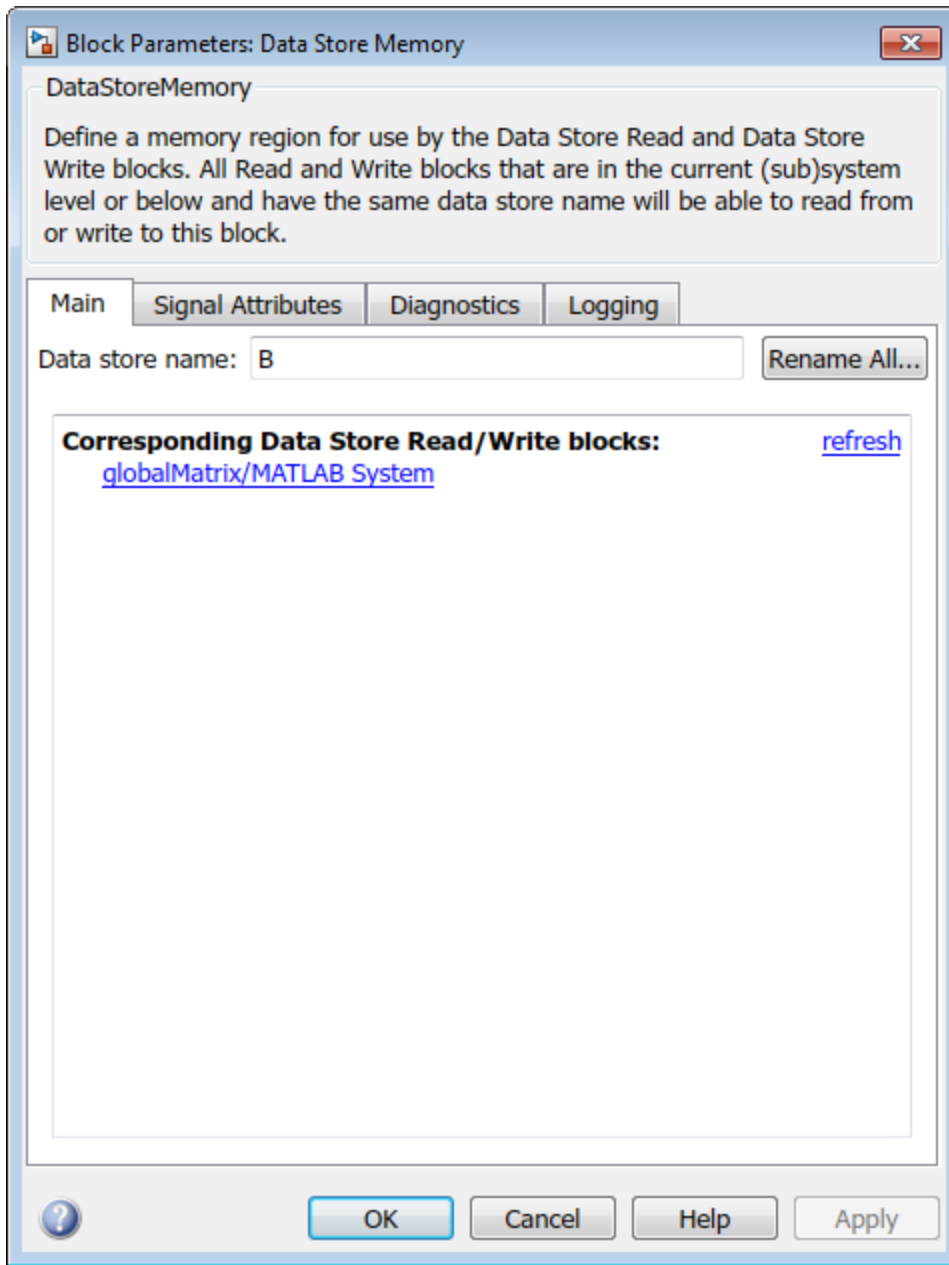 Block Parameters: Data Store Memory
DataStoreMemory
Define a memory region for use by the Data Store Read and Data Store
Write blocks. All Read and Write blocks that are in the current (sub)system
level or below and have the same data store name will be able to read from
or write to this block.
Main Signal Attributes Diagnostics Logging
Data store name: B Rename All...
Corresponding Data Store Read/Write blocks: refresh
globalMatrix/MATLAB System
OK Cancel Help Apply